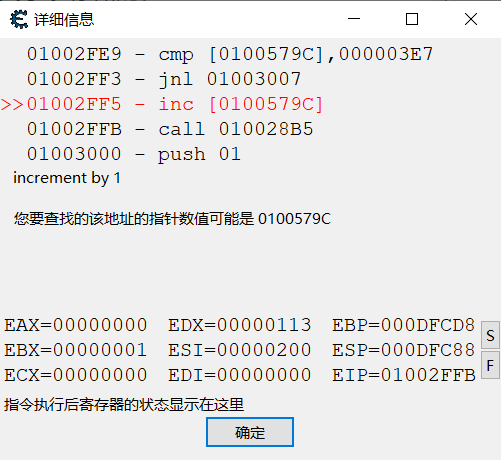 详细信息
01002FE9 - cmp [0100579C],000003E7
01002FF3 - jnl 01003007
>>01002FF5 - inc [0100579C]
01002FFB - call 010028B5
01003000 - push 01
increment by 1
您要查找的该地址的指针数值可能是 0100579C
EAX=00000000 EDX=00000113 EBP=000DFCD8
EBX=00000001 ESI=00000200 ESP=000DFC88
S
ECX=00000000 EDI=00000000 EIP=01002FFB
F
指令执行后寄存器的状态显示在这里
确定